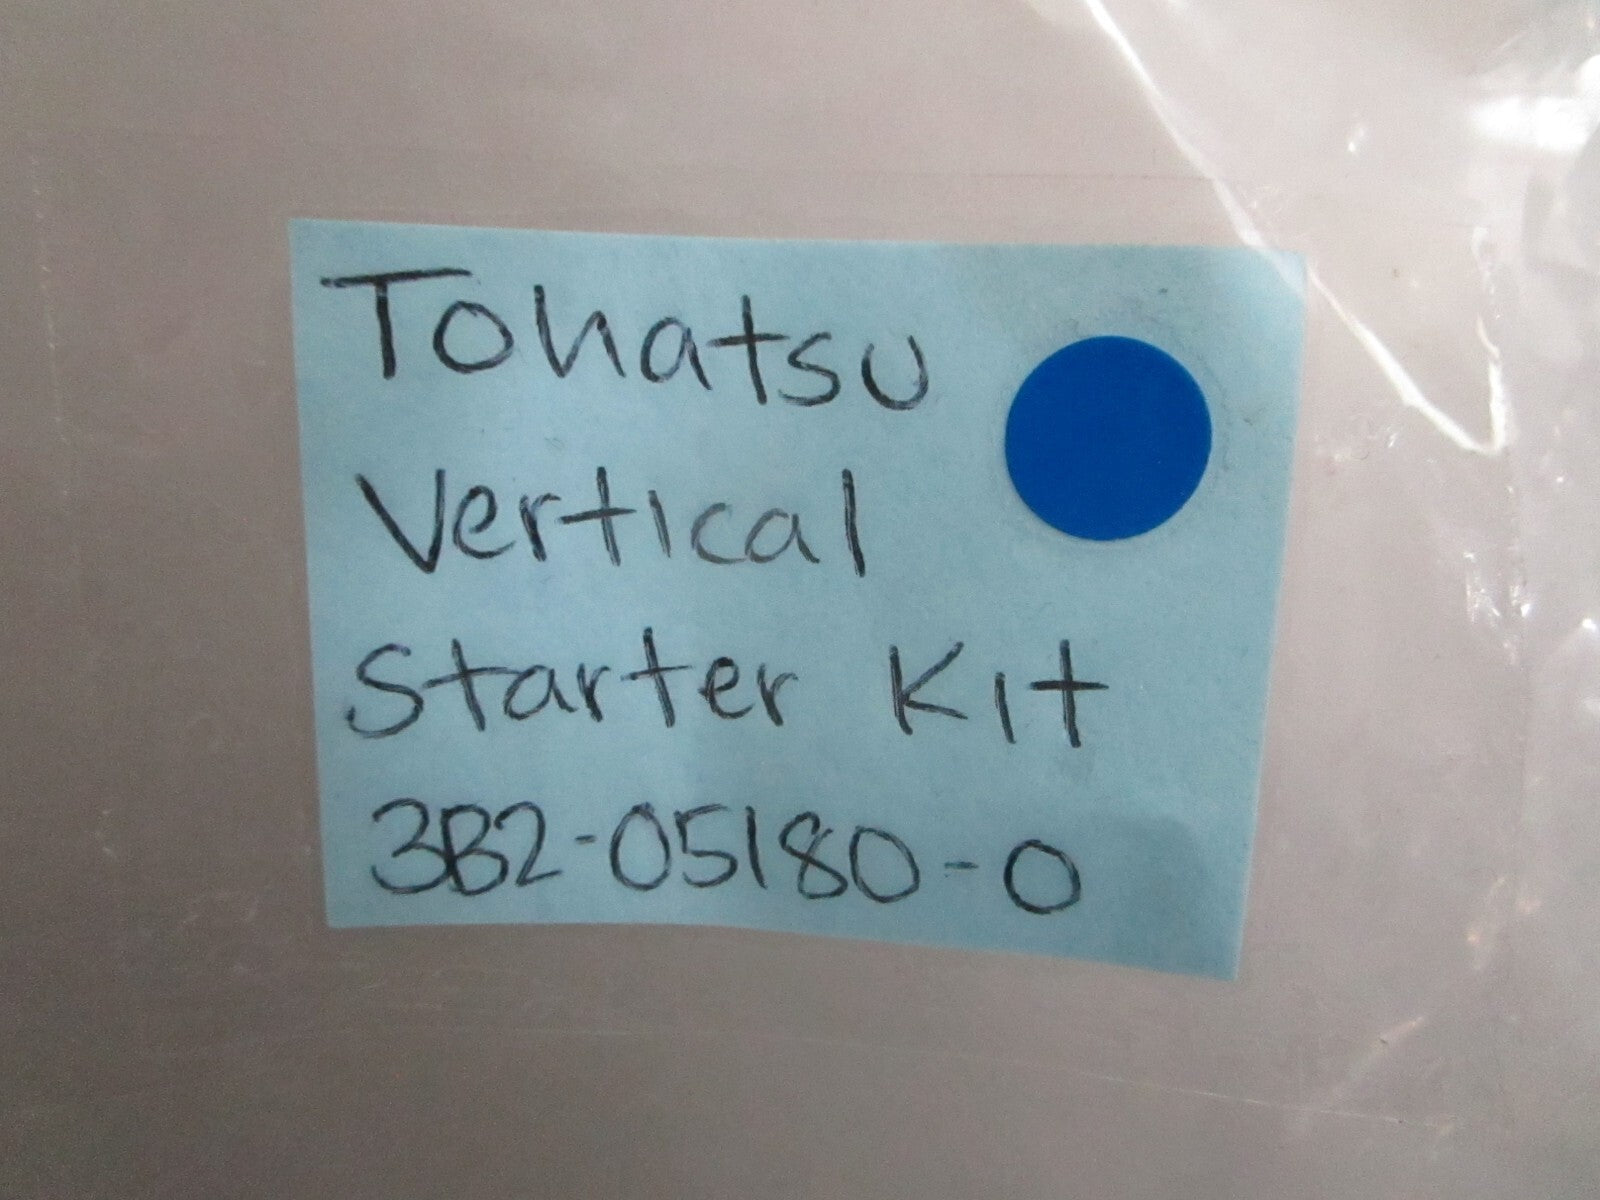 Tohatsu
Vertical
Starter Kit
3B2-05180-0